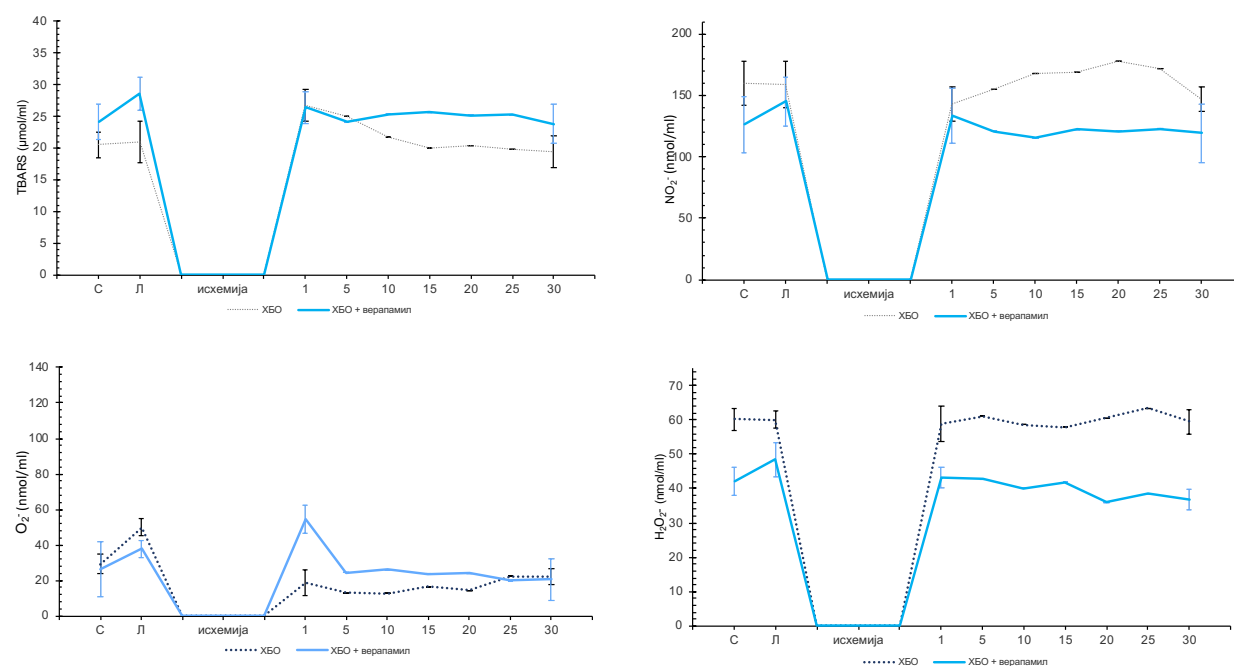 TBARS (µmol/ml)
40
35
30
25
20
15
10
5
0
С Л исхемија 1 5 10 15 20 25 30
ХБО ХБО + верапамил
NO₂⁻ (nmol/ml)
200
150
100
50
0
С Л исхемија 1 5 10 15 20 25 30
ХБО ХБО + верапамил
O₂⁻ (nmol/ml)
140
120
100
80
60
40
20
0
С Л исхемија 1 5 10 15 20 25 30
ХБО ХБО + верапамил
H₂O₂⁻ (nmol/ml)
70
60
50
40
30
20
10
0
С Л исхемија 1 5 10 15 20 25 30
ХБО ХБО + верапамил